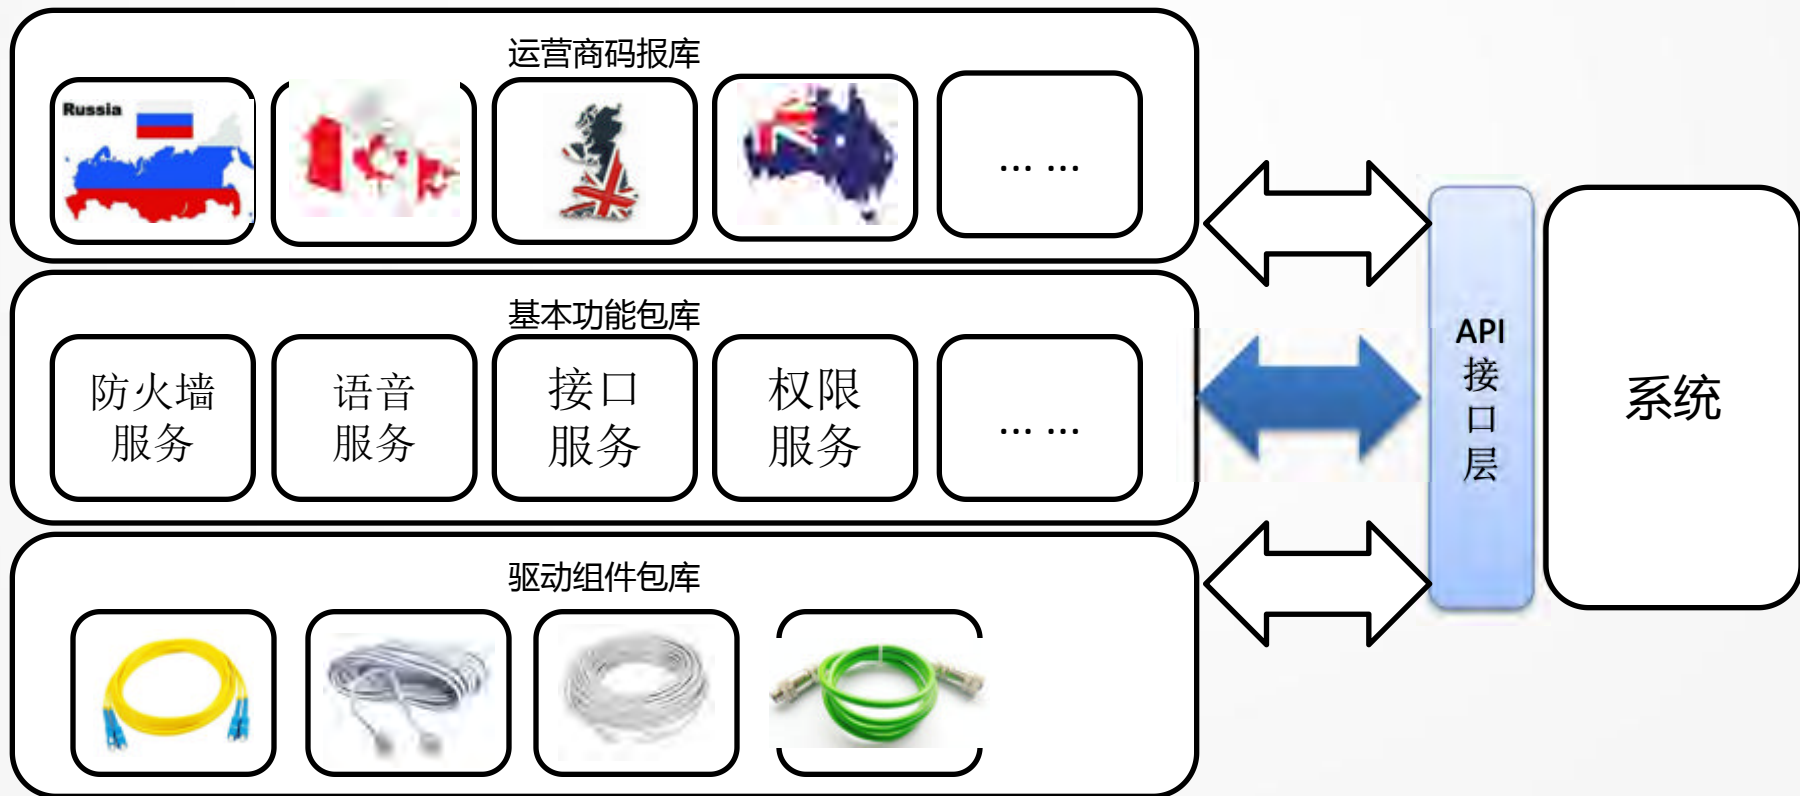 运营商码报库
Russia
... ...
基本功能包库
防火墙
服务
语音
服务
接口
服务
权限
服务
... ...
驱动组件包库
API
接
口
层
系统